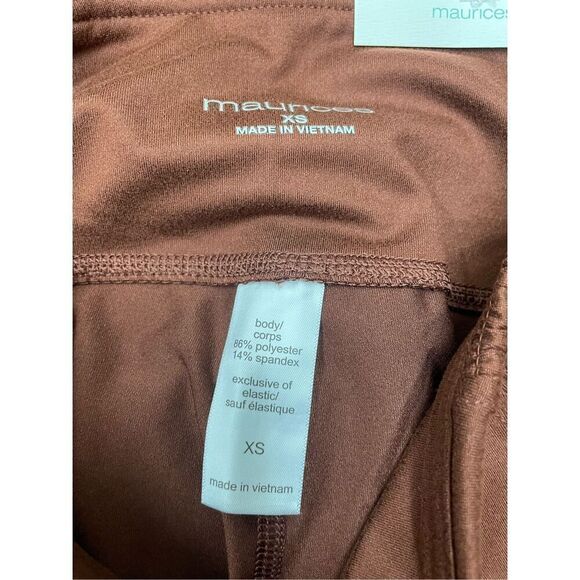 maurices
maurices
XS
MADE IN VIETNAM
body/
corps
86% polyester
14% spandex
exclusive of
elastic/
sauf élastique
XS
made in vietnam